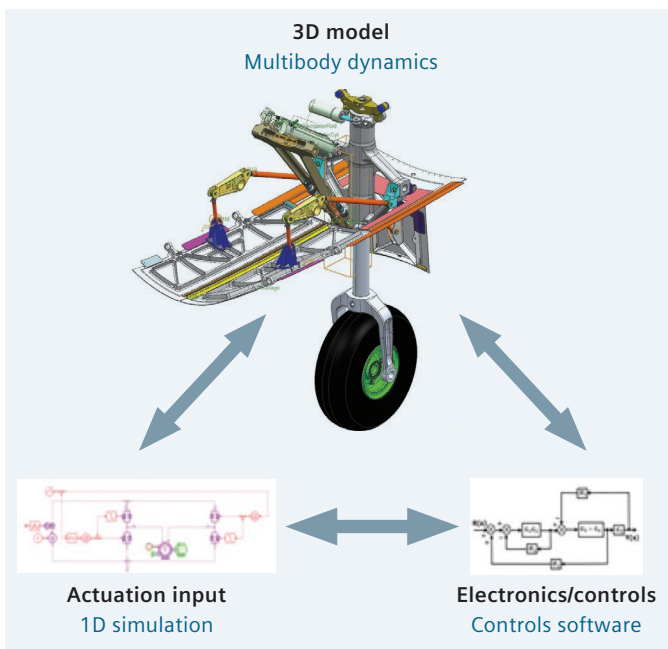 3D model
Multibody dynamics
Actuation input
1D simulation
Electronics/controls
Controls software